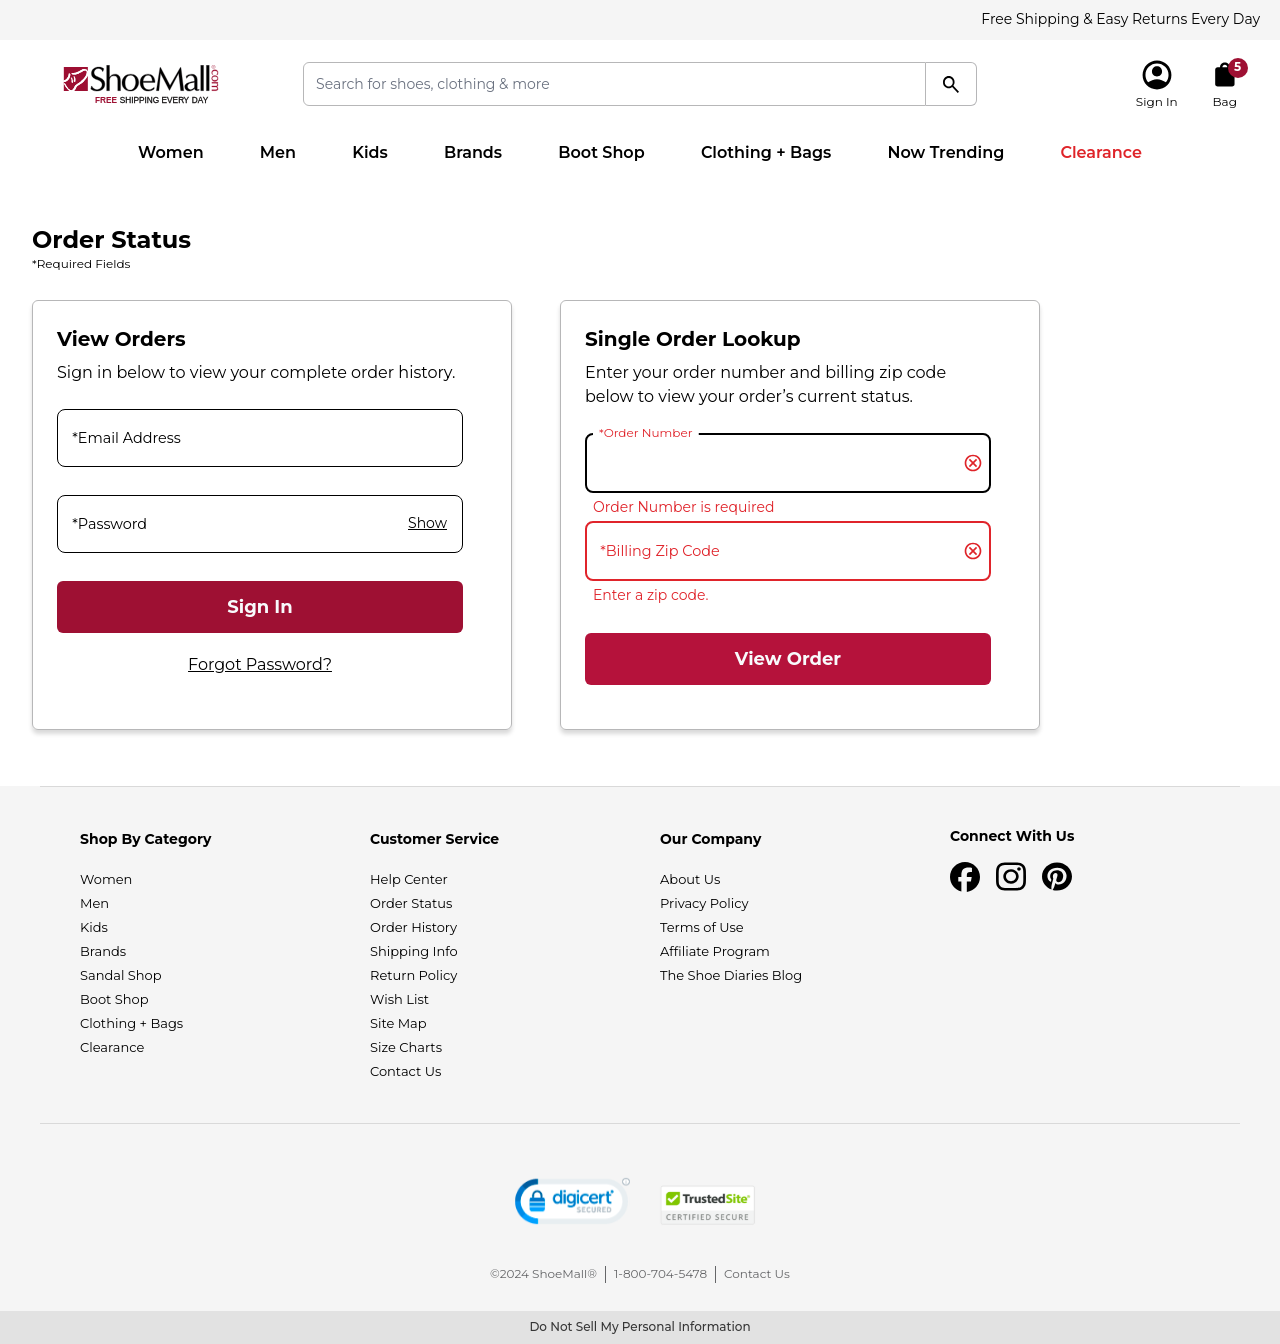 Free Shipping & Easy Returns Every Day
ShoeMall®.com
FREE SHIPPING EVERY DAY
Search for shoes, clothing & more
Sign In
5
Bag
Women
Men
Kids
Brands
Boot Shop
Clothing + Bags
Now Trending
Clearance
Order Status
*Required Fields
View Orders
Sign in below to view your complete order history.
*Email Address
*Password
Show
Sign In
Forgot Password?
Single Order Lookup
Enter your order number and billing zip code
below to view your order’s current status.
*Order Number
Order Number is required
*Billing Zip Code
Enter a zip code.
View Order
Shop By Category
Women
Men
Kids
Brands
Sandal Shop
Boot Shop
Clothing + Bags
Clearance
Customer Service
Help Center
Order Status
Order History
Shipping Info
Return Policy
Wish List
Site Map
Size Charts
Contact Us
Our Company
About Us
Privacy Policy
Terms of Use
Affiliate Program
The Shoe Diaries Blog
Connect With Us
digicert
SECURED
TrustedSite
CERTIFIED SECURE
©2024 ShoeMall®
1-800-704-5478
Contact Us
Do Not Sell My Personal Information